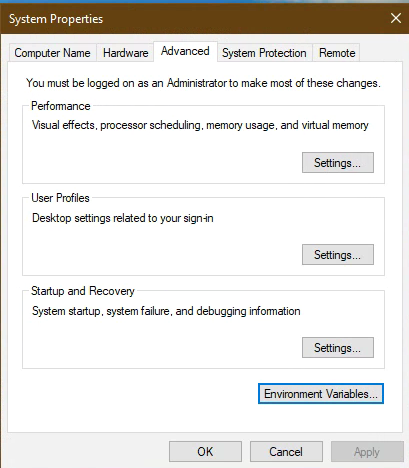 System Properties
Computer Name Hardware Advanced System Protection Remote
You must be logged on as an Administrator to make most of these changes.
Performance
Visual effects, processor scheduling, memory usage, and virtual memory
Settings...
User Profiles
Desktop settings related to your sign-in
Settings...
Startup and Recovery
System startup, system failure, and debugging information
Settings...
Environment Variables...
OK Cancel Apply